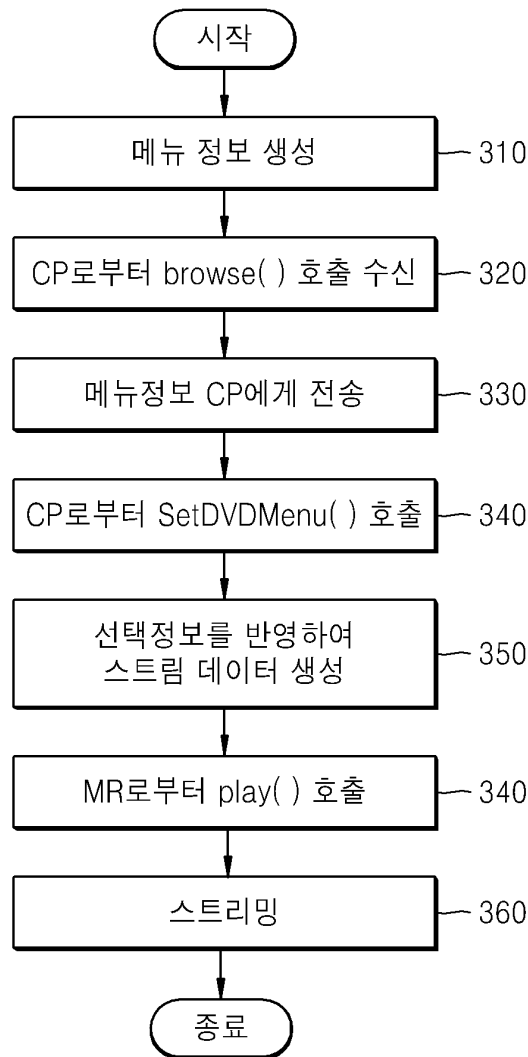 시작
메뉴 정보 생성
310
CP로부터 browse( ) 호출 수신
320
메뉴정보 CP에게 전송
330
CP로부터 SetDVDMenu( ) 호출
340
선택정보를 반영하여
스트림 데이터 생성
350
MR로부터 play( ) 호출
340
스트리밍
360
종료